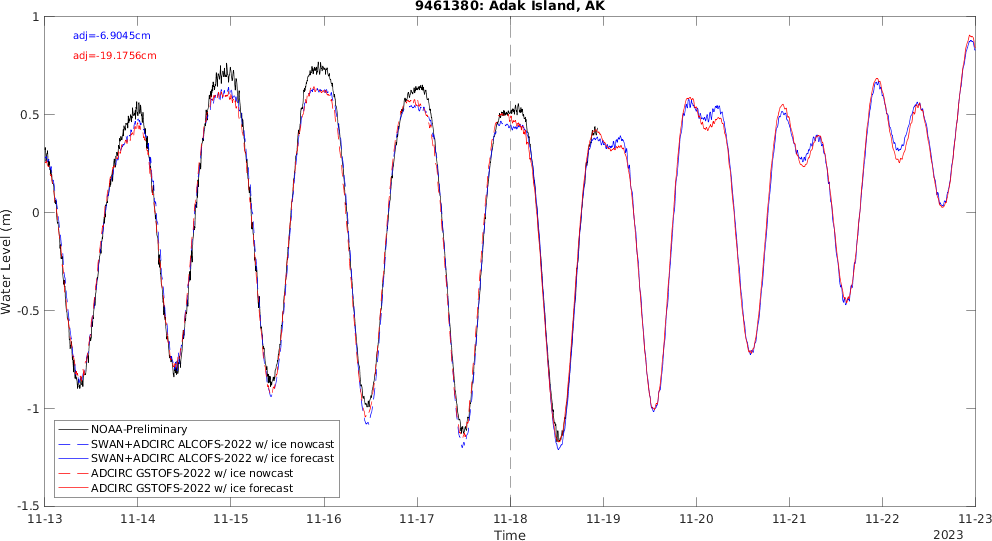 9461380: Adak Island, AK
adj=-6.9045cm
adj=-19.1756cm
1
0.5
0
-0.5
-1
-1.5
Water Level (m)
NOAA-Preliminary
SWAN+ADCIRC ALCOFS-2022 w/ ice nowcast
SWAN+ADCIRC ALCOFS-2022 w/ ice forecast
ADCIRC GSTOFS-2022 w/ ice nowcast
ADCIRC GSTOFS-2022 w/ ice forecast
11-13 11-14 11-15 11-16 11-17 11-18 11-19 11-20 11-21 11-22 11-23
Time
2023